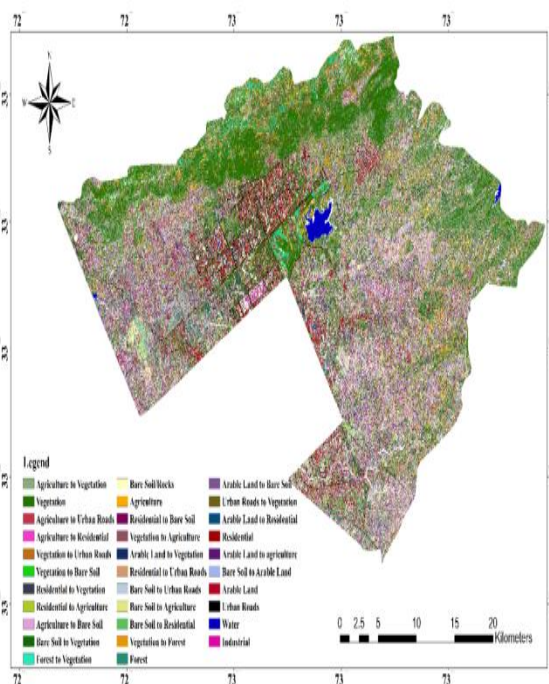 72 72 73 73 73
N
W E
S
33
33
33
33
33
Legend
Agriculture to Vegetation
Vegetation
Agriculture to Urban Roads
Agriculture to Residential
Vegetation to Urban Roads
Vegetation to Bare Soil
Residential to Vegetation
Residential to Agriculture
Agriculture to Bare Soil
Bare Soil to Vegetation
Forest to Vegetation
Bare Soil/Rocks
Agriculture
Residential to Bare Soil
Vegetation to Agriculture
Arable Land to Vegetation
Residential to Urban Roads
Bare Soil to Urban Roads
Bare Soil to Agriculture
Bare Soil to Residential
Vegetation to Forest
Forest
Arable Land to Bare Soil
Urban Roads to Vegetation
Arable Land to Residential
Residential
Arable Land to agriculture
Bare Soil to Arable Land
Arable Land
Urban Roads
Water
Industrial
0 2.5 5 10 15 20
Kilometers
72 72 73 73 73